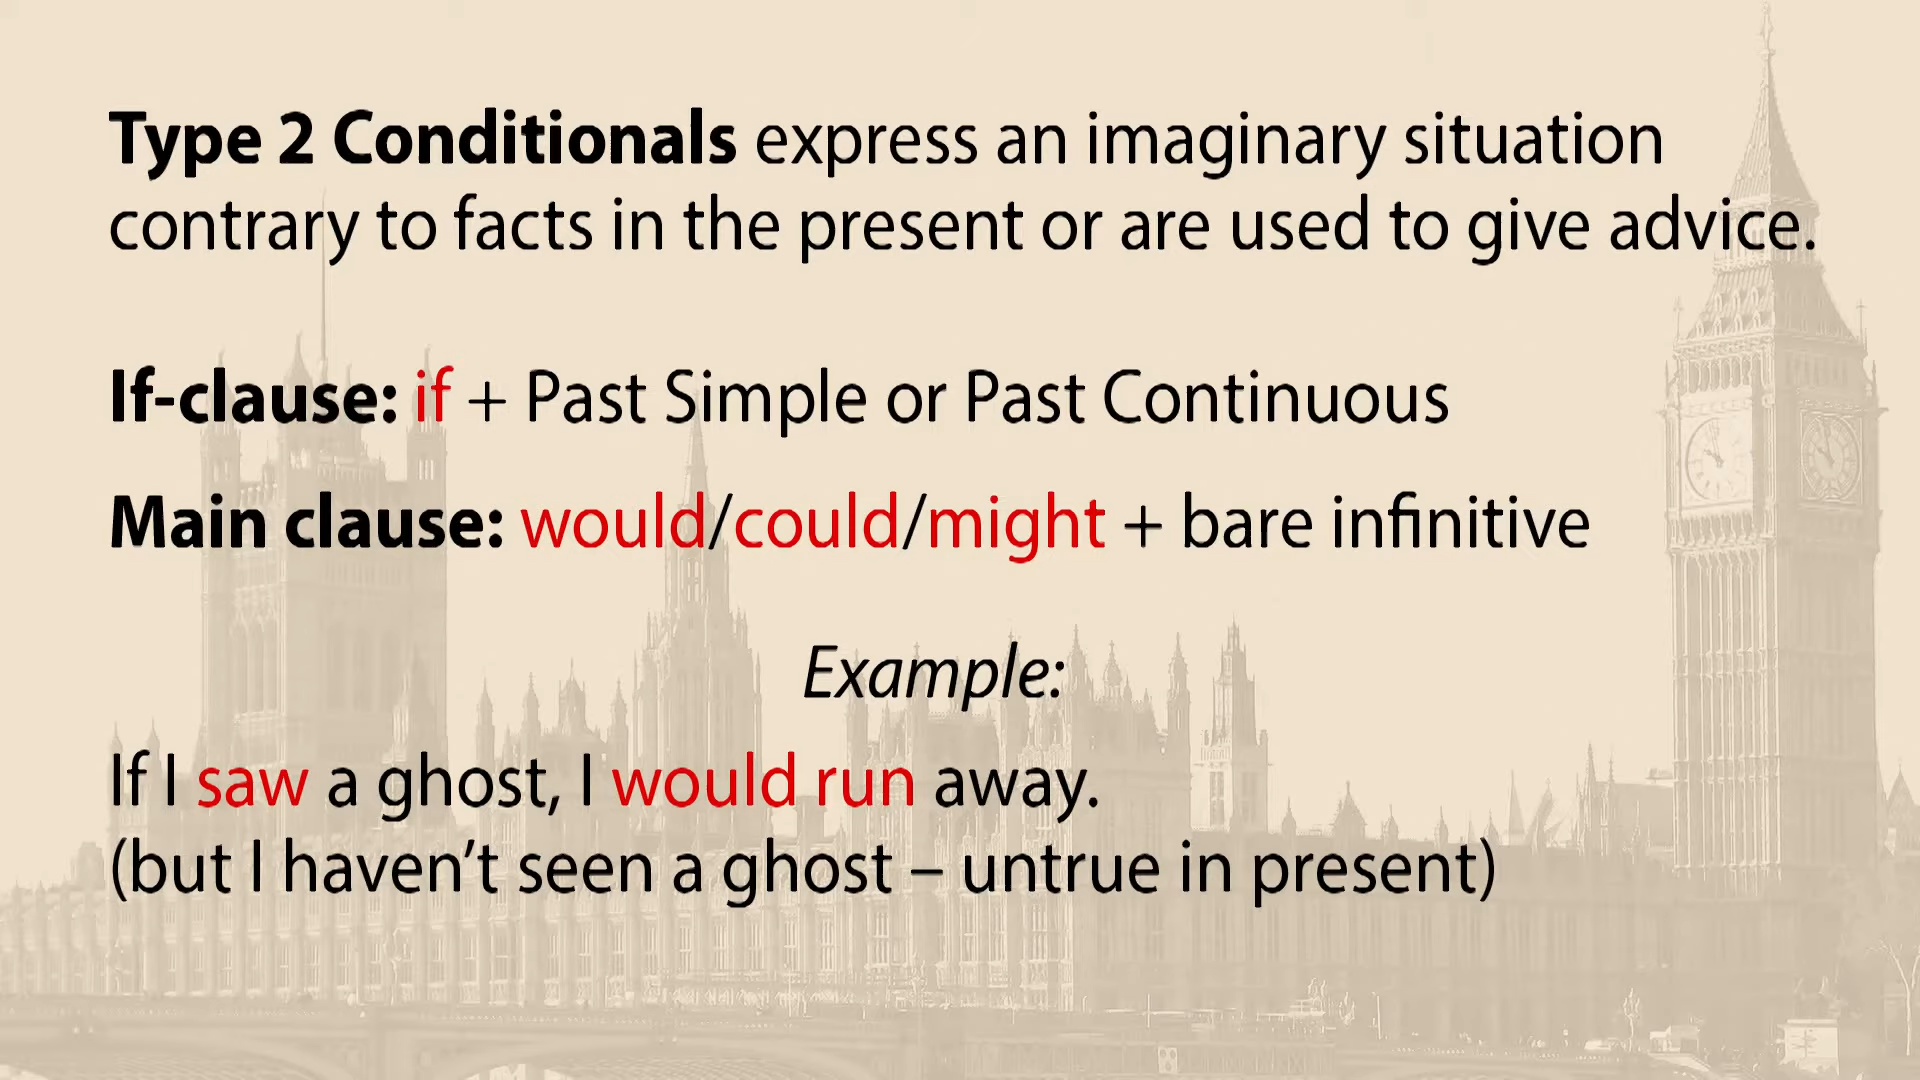 Type 2 Conditionals express an imaginary situation
contrary to facts in the present or are used to give advice.
If-clause: if + Past Simple or Past Continuous
Main clause: would/could/might + bare infinitive
Example:
If I saw a ghost, I would run away.
(but I haven’t seen a ghost – untrue in present)